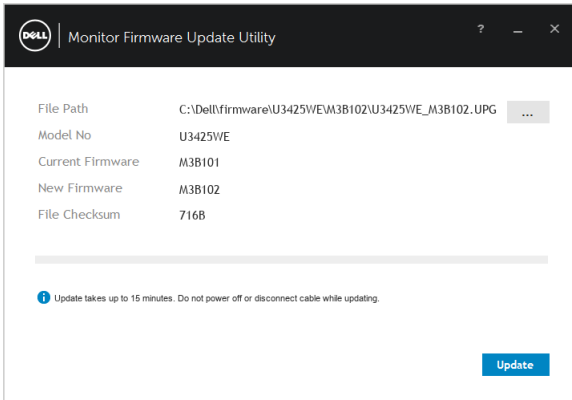 DELL Monitor Firmware Update Utility ? _ ×
File Path C:\Dell\firmware\U3425WE\M3B102\U3425WE_M3B102.UPG ...
Model No U3425WE
Current Firmware M3B101
New Firmware M3B102
File Checksum 716B
i Update takes up to 15 minutes. Do not power off or disconnect cable while updating.
Update